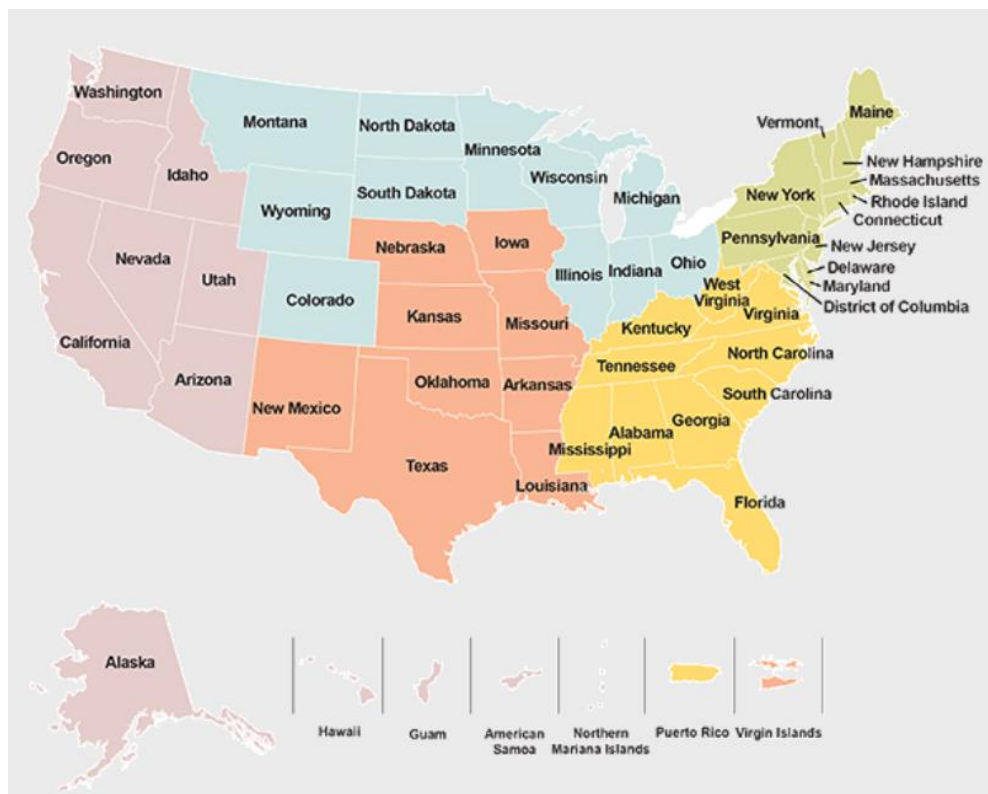 Washington
Montana
North Dakota
Minnesota
Maine
Vermont
Oregon
Idaho
South Dakota
Wisconsin
Michigan
New York
New Hampshire
Massachusetts
Rhode Island
Connecticut
Wyoming
Nebraska
Iowa
Pennsylvania
New Jersey
Nevada
Utah
Colorado
Illinois
Indiana
Ohio
Delaware
Maryland
District of Columbia
West
Virginia
Virginia
California
Kansas
Missouri
Kentucky
Arizona
New Mexico
Oklahoma
Arkansas
Tennessee
North Carolina
South Carolina
Texas
Louisiana
Mississippi
Alabama
Georgia
Florida
Alaska
Hawaii
Guam
American
Samoa
Northern
Mariana Islands
Puerto Rico
Virgin Islands